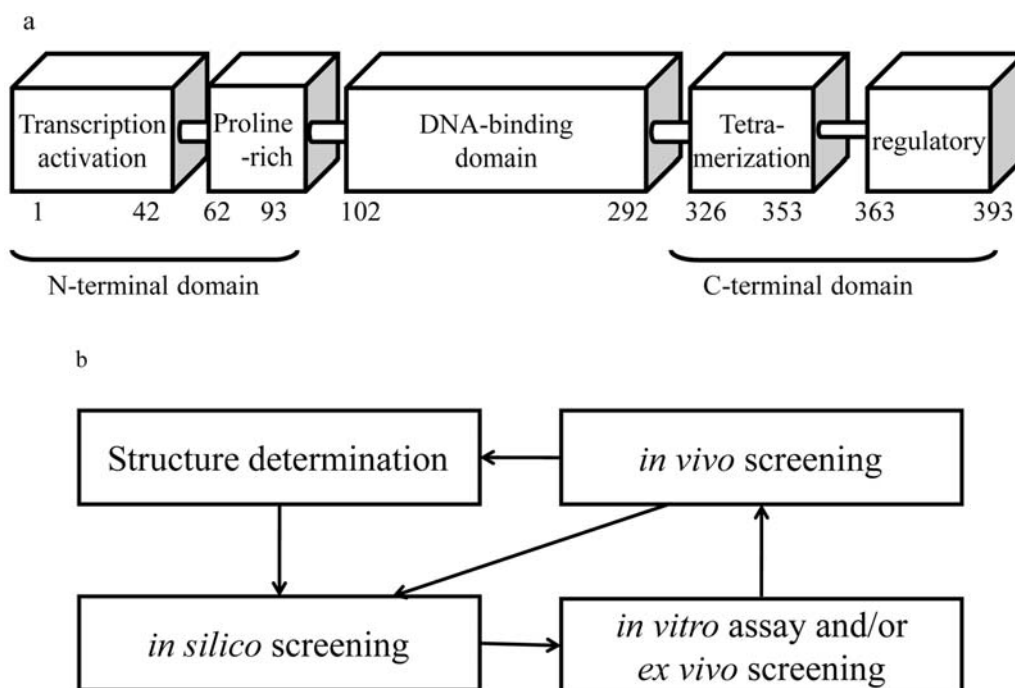 a
Transcription
activation
Proline
-rich
DNA-binding
domain
Tetra-
merization
regulatory
1 42 62 93 102 292 326 353 363 393
N-terminal domain
C-terminal domain
b
Structure determination
in vivo screening
in silico screening
in vitro assay and/or
ex vivo screening